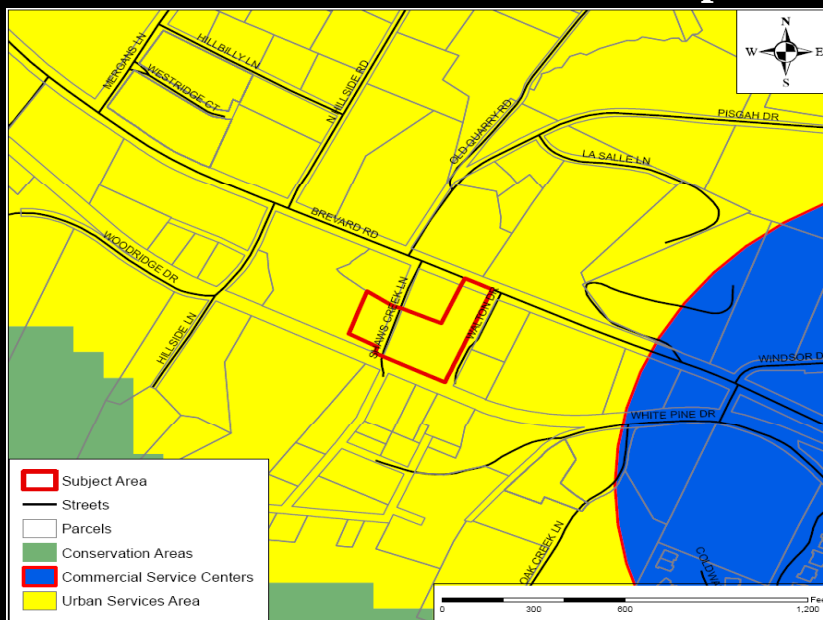 N
W E
S
MERGANS LN
HILLBILLY LN
WESTRIDGE CT
N HILLSIDE RD
OLD QUARRY RD
PISGAH DR
LA SALLE LN
BREVARD RD
WOODRIDGE DR
HILLSIDE LN
SHAWS CREEK LN
WALTON DR
WINDSOR D
WHITE PINE DR
OAK CREEK LN
COLDWA
Subject Area
Streets
Parcels
Conservation Areas
Commercial Service Centers
Urban Services Area
Fee
0 300 600 1,200